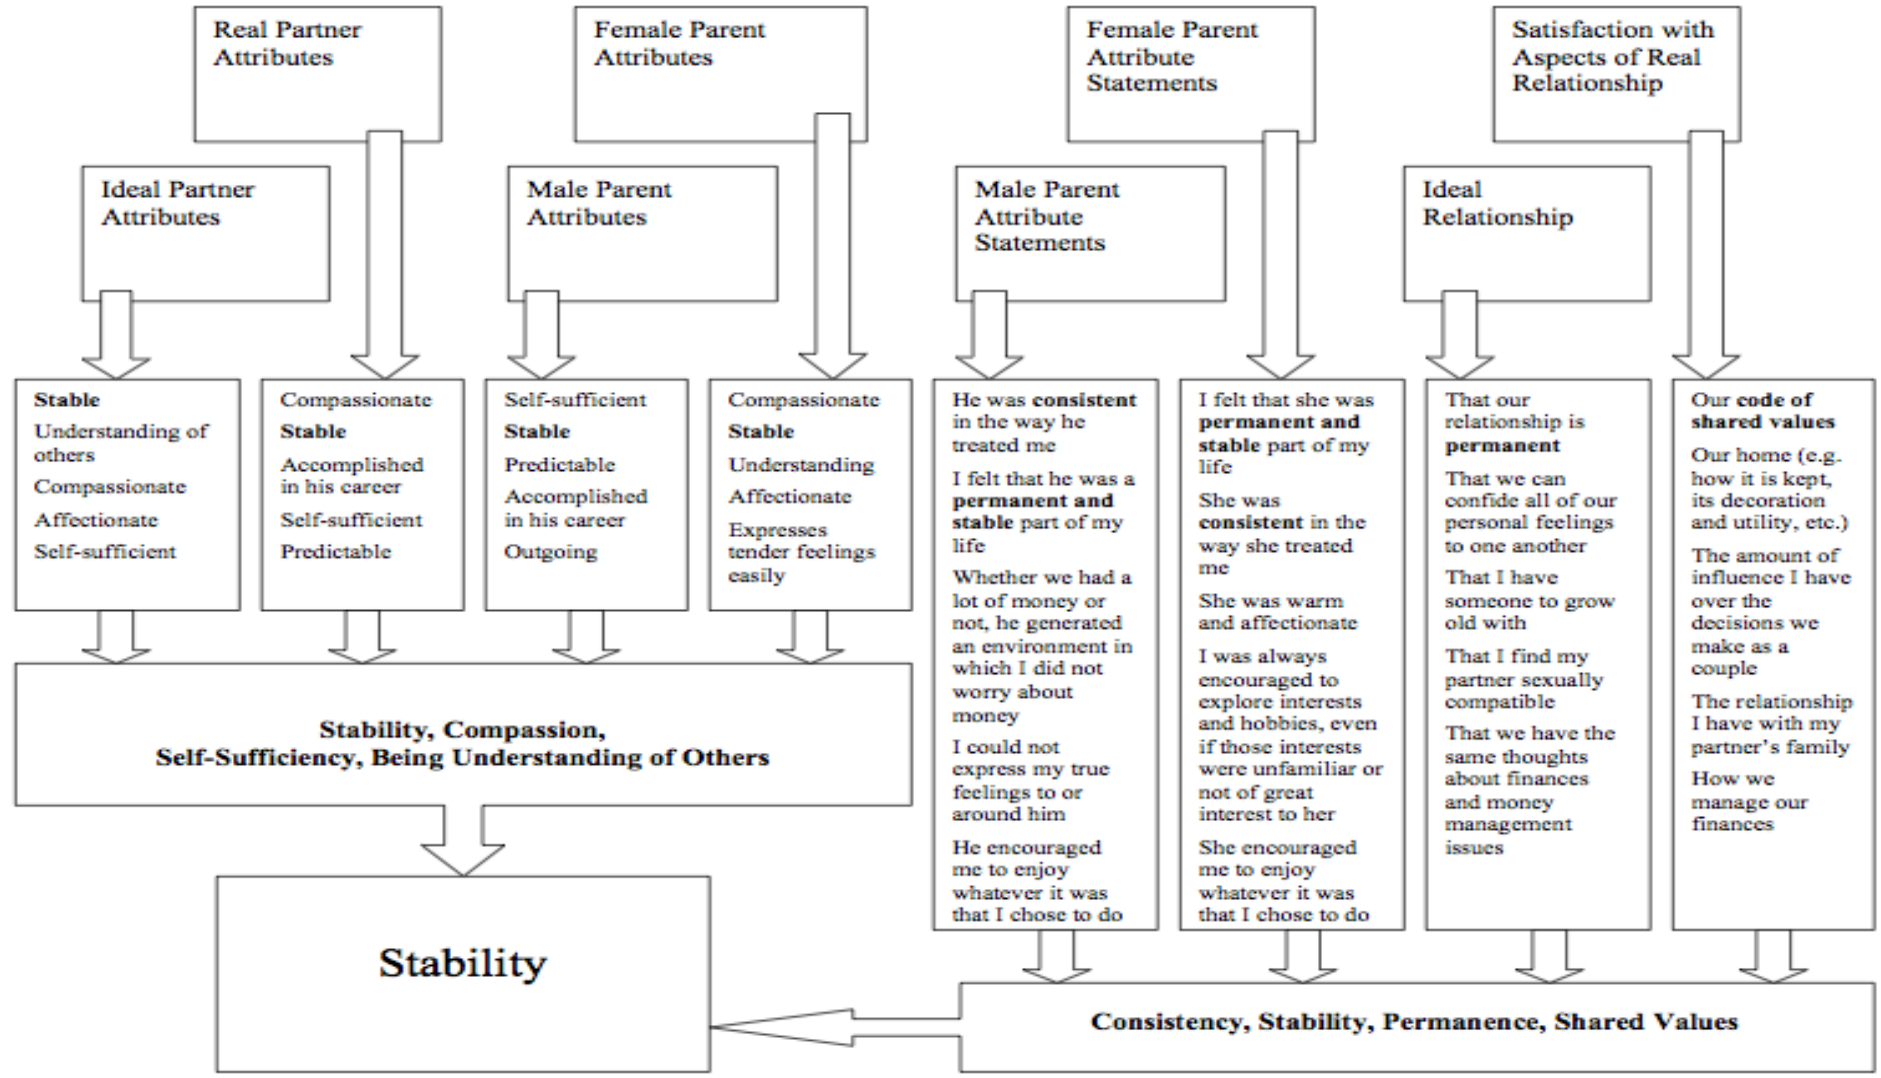 Real Partner
Attributes
Female Parent
Attributes
Female Parent
Attribute
Statements
Satisfaction with
Aspects of Real
Relationship
Ideal Partner
Attributes
Male Parent
Attributes
Male Parent
Attribute
Statements
Ideal
Relationship
Stable
Understanding of
others
Compassionate
Affectionate
Self-sufficient
Compassionate
Stable
Accomplished
in his career
Self-sufficient
Predictable
Self-sufficient
Stable
Predictable
Accomplished
in his career
Outgoing
Compassionate
Stable
Understanding
Affectionate
Expresses
tender feelings
easily
He was consistent
in the way he
treated me
I felt that he was a
permanent and
stable part of my
life
Whether we had a
lot of money or
not, he generated
an environment in
which I did not
worry about
money
I could not
express my true
feelings to or
around him
He encouraged
me to enjoy
whatever it was
that I chose to do
I felt that she was
permanent and
stable part of my
life
She was
consistent in the
way she treated
me
She was warm
and affectionate
I was always
encouraged to
explore interests
and hobbies, even
if those interests
were unfamiliar or
not of great
interest to her
She encouraged
me to enjoy
whatever it was
that I chose to do
That our
relationship is
permanent
That we can
confide all of our
personal feelings
to one another
That I have
someone to grow
old with
That I find my
partner sexually
compatible
That we have the
same thoughts
about finances
and money
management
issues
Our code of
shared values
Our home (e.g.
how it is kept,
its decoration
and utility, etc.)
The amount of
influence I have
over the
decisions we
make as a
couple
The relationship
I have with my
partner's family
How we
manage our
finances
Stability, Compassion,
Self-Sufficiency, Being Understanding of Others
Stability
Consistency, Stability, Permanence, Shared Values